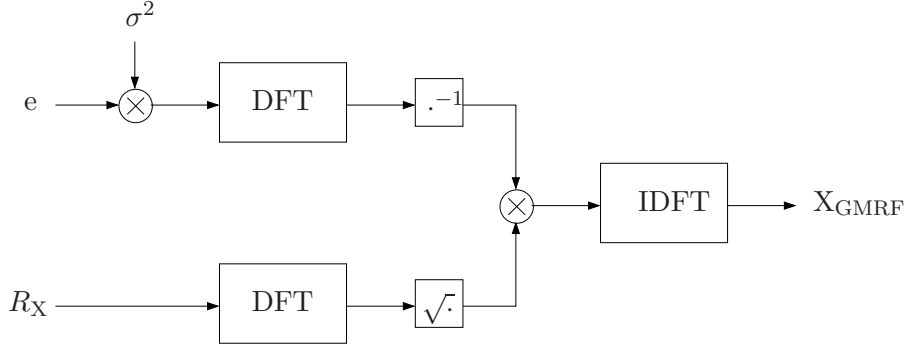 σ²
e
DFT
.⁻¹
IDFT
X_GMRF
R_X
DFT
√.